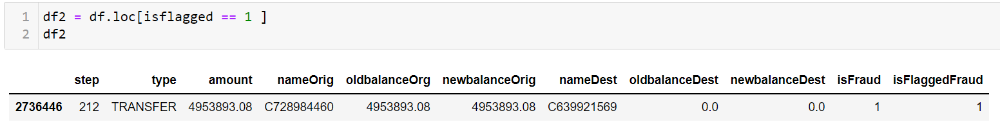 1 df2 = df.loc[isflagged == 1 ]
2 df2
step type amount nameOrig oldbalanceOrg newbalanceOrig nameDest oldbalanceDest newbalanceDest isFraud isFlaggedFraud
2736446 212 TRANSFER 4953893.08 C728984460 4953893.08 4953893.08 C639921569 0.0 0.0 1 1